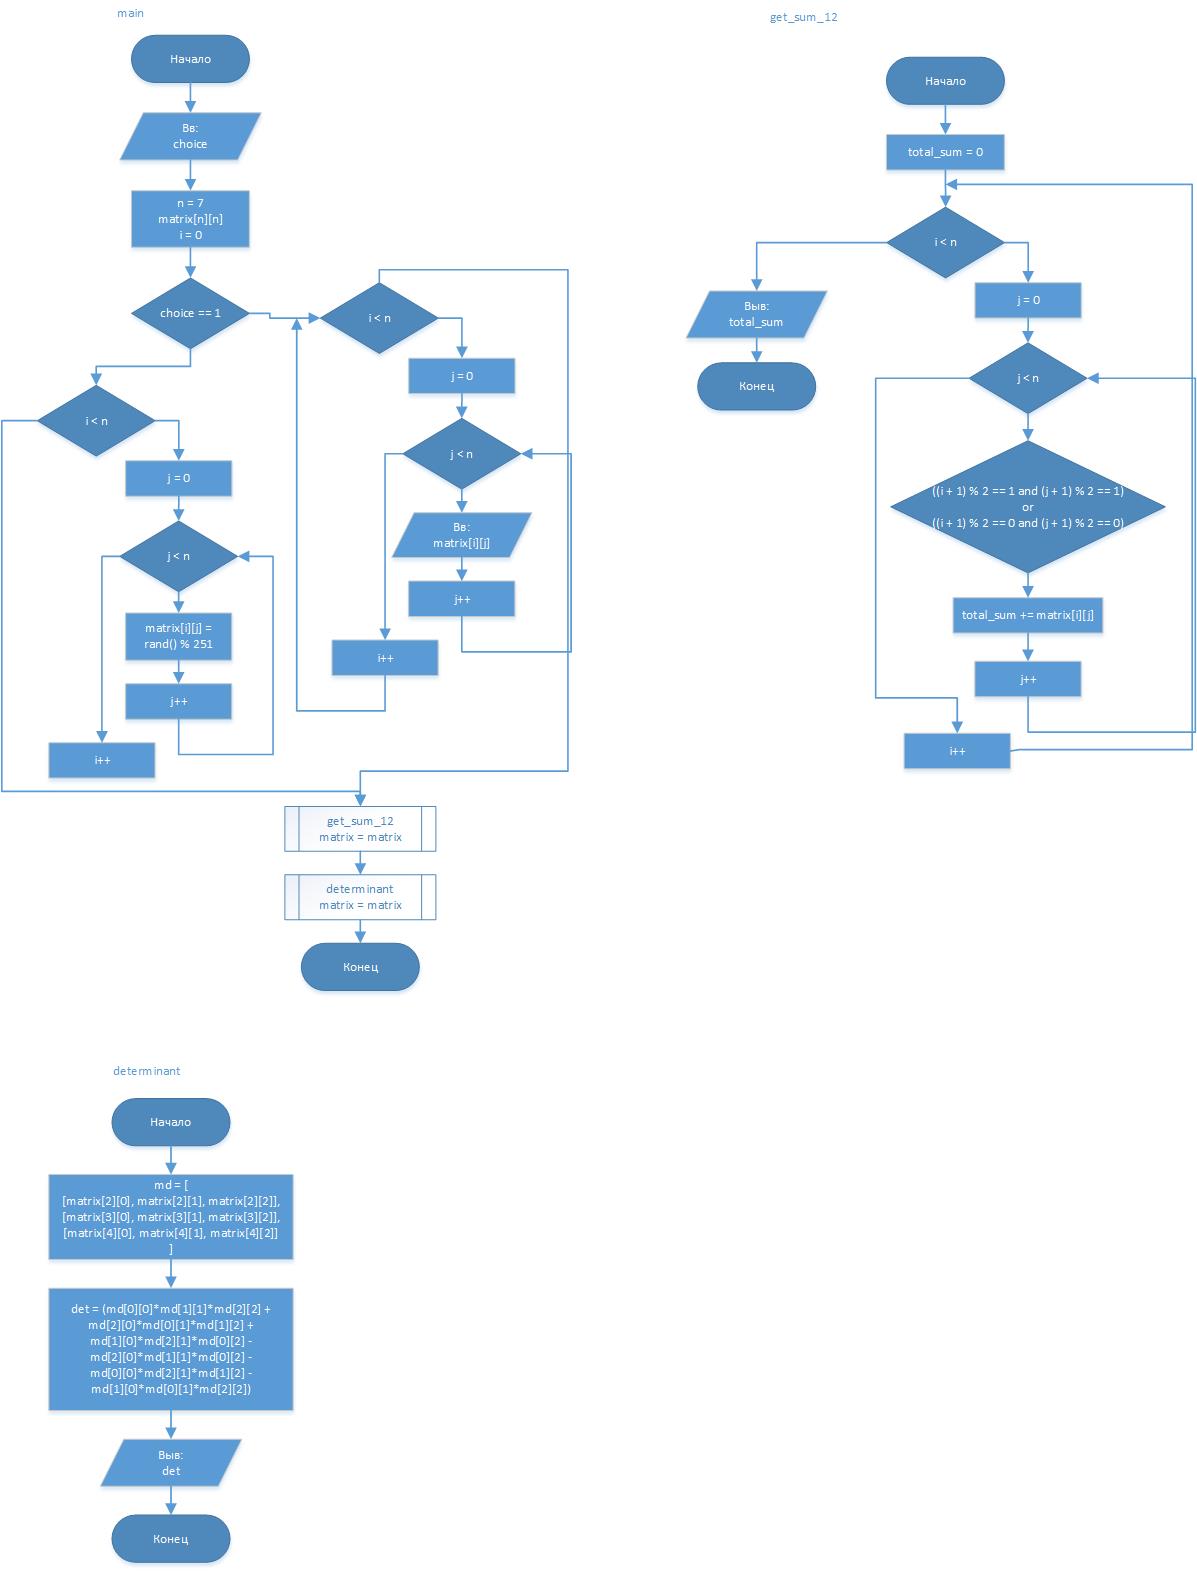 main
Начало
Вв:
choice
n = 7
matrix[n][n]
i = 0
choice == 1
i < n
j = 0
j < n
matrix[i][j] =
rand() % 251
j++
i++
i < n
j = 0
j < n
Вв:
matrix[i][j]
j++
i++
get_sum_12
matrix = matrix
determinant
matrix = matrix
Конец
get_sum_12
Начало
total_sum = 0
i < n
Выв:
total_sum
Конец
j = 0
j < n
((i + 1) % 2 == 1 and (j + 1) % 2 == 1)
or
((i + 1) % 2 == 0 and (j + 1) % 2 == 0)
total_sum += matrix[i][j]
j++
i++
determinant
Начало
md = [
[matrix[2][0], matrix[2][1], matrix[2][2]],
[matrix[3][0], matrix[3][1], matrix[3][2]],
[matrix[4][0], matrix[4][1], matrix[4][2]]
]
det = (md[0][0]*md[1][1]*md[2][2] +
md[2][0]*md[0][1]*md[1][2] +
md[1][0]*md[2][1]*md[0][2] -
md[2][0]*md[1][1]*md[0][2] -
md[0][0]*md[2][1]*md[1][2] -
md[1][0]*md[0][1]*md[2][2])
Выв:
det
Конец